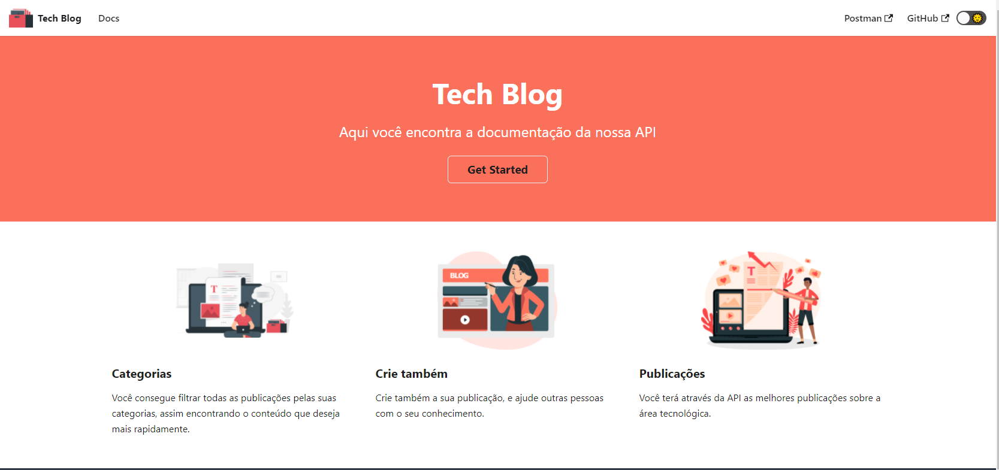 Tech Blog
Docs
Postman
GitHub
Tech Blog
Aqui você encontra a documentação da nossa API
Get Started
T
BLOG
T
Categorias
Você consegue filtrar todas as publicações pelas suas
categorias, assim encontrando o conteúdo que deseja
mais rapidamente.
Crie também
Crie também a sua publicação, e ajude outras pessoas
com o seu conhecimento.
Publicações
Você terá através da API as melhores publicações sobre a
área tecnológica.